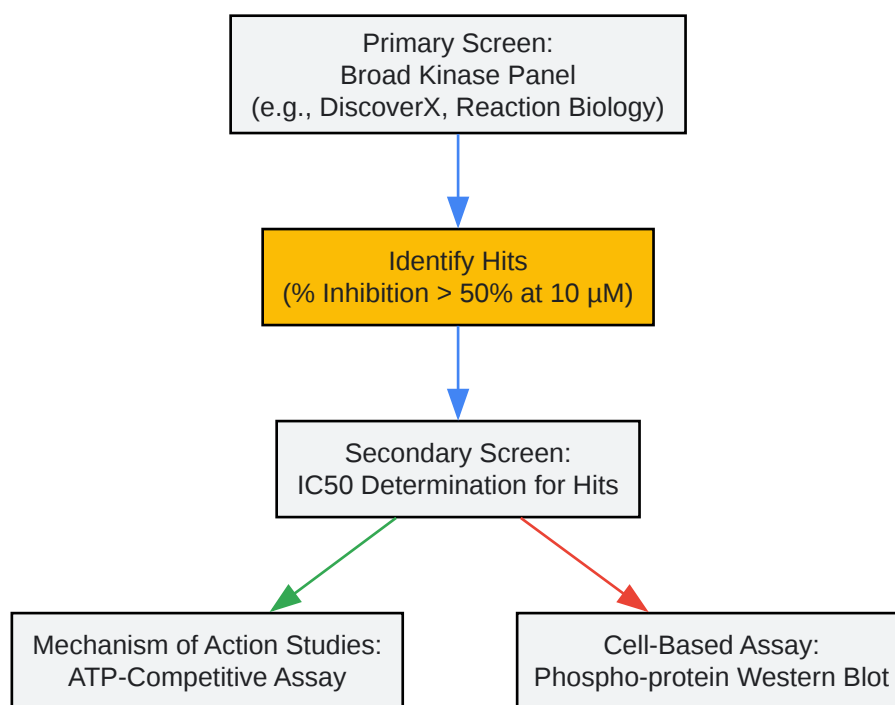 Primary Screen:
Broad Kinase Panel
(e.g., DiscoverX, Reaction Biology)
Identify Hits
(% Inhibition > 50% at 10 µM)
Secondary Screen:
IC50 Determination for Hits
Mechanism of Action Studies:
ATP-Competitive Assay
Cell-Based Assay:
Phospho-protein Western Blot